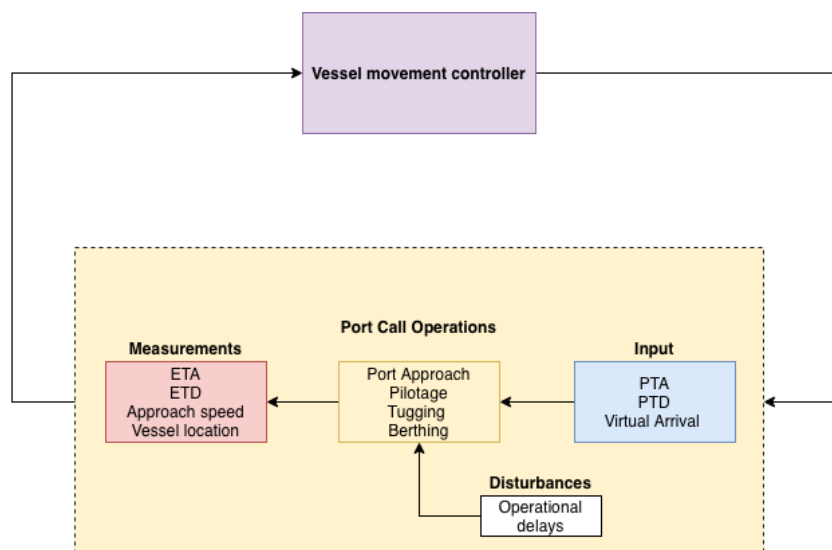 Vessel movement controller
Port Call Operations
Measurements
ETA
ETD
Approach speed
Vessel location
Port Approach
Pilotage
Tugging
Berthing
Input
PTA
PTD
Virtual Arrival
Disturbances
Operational
delays